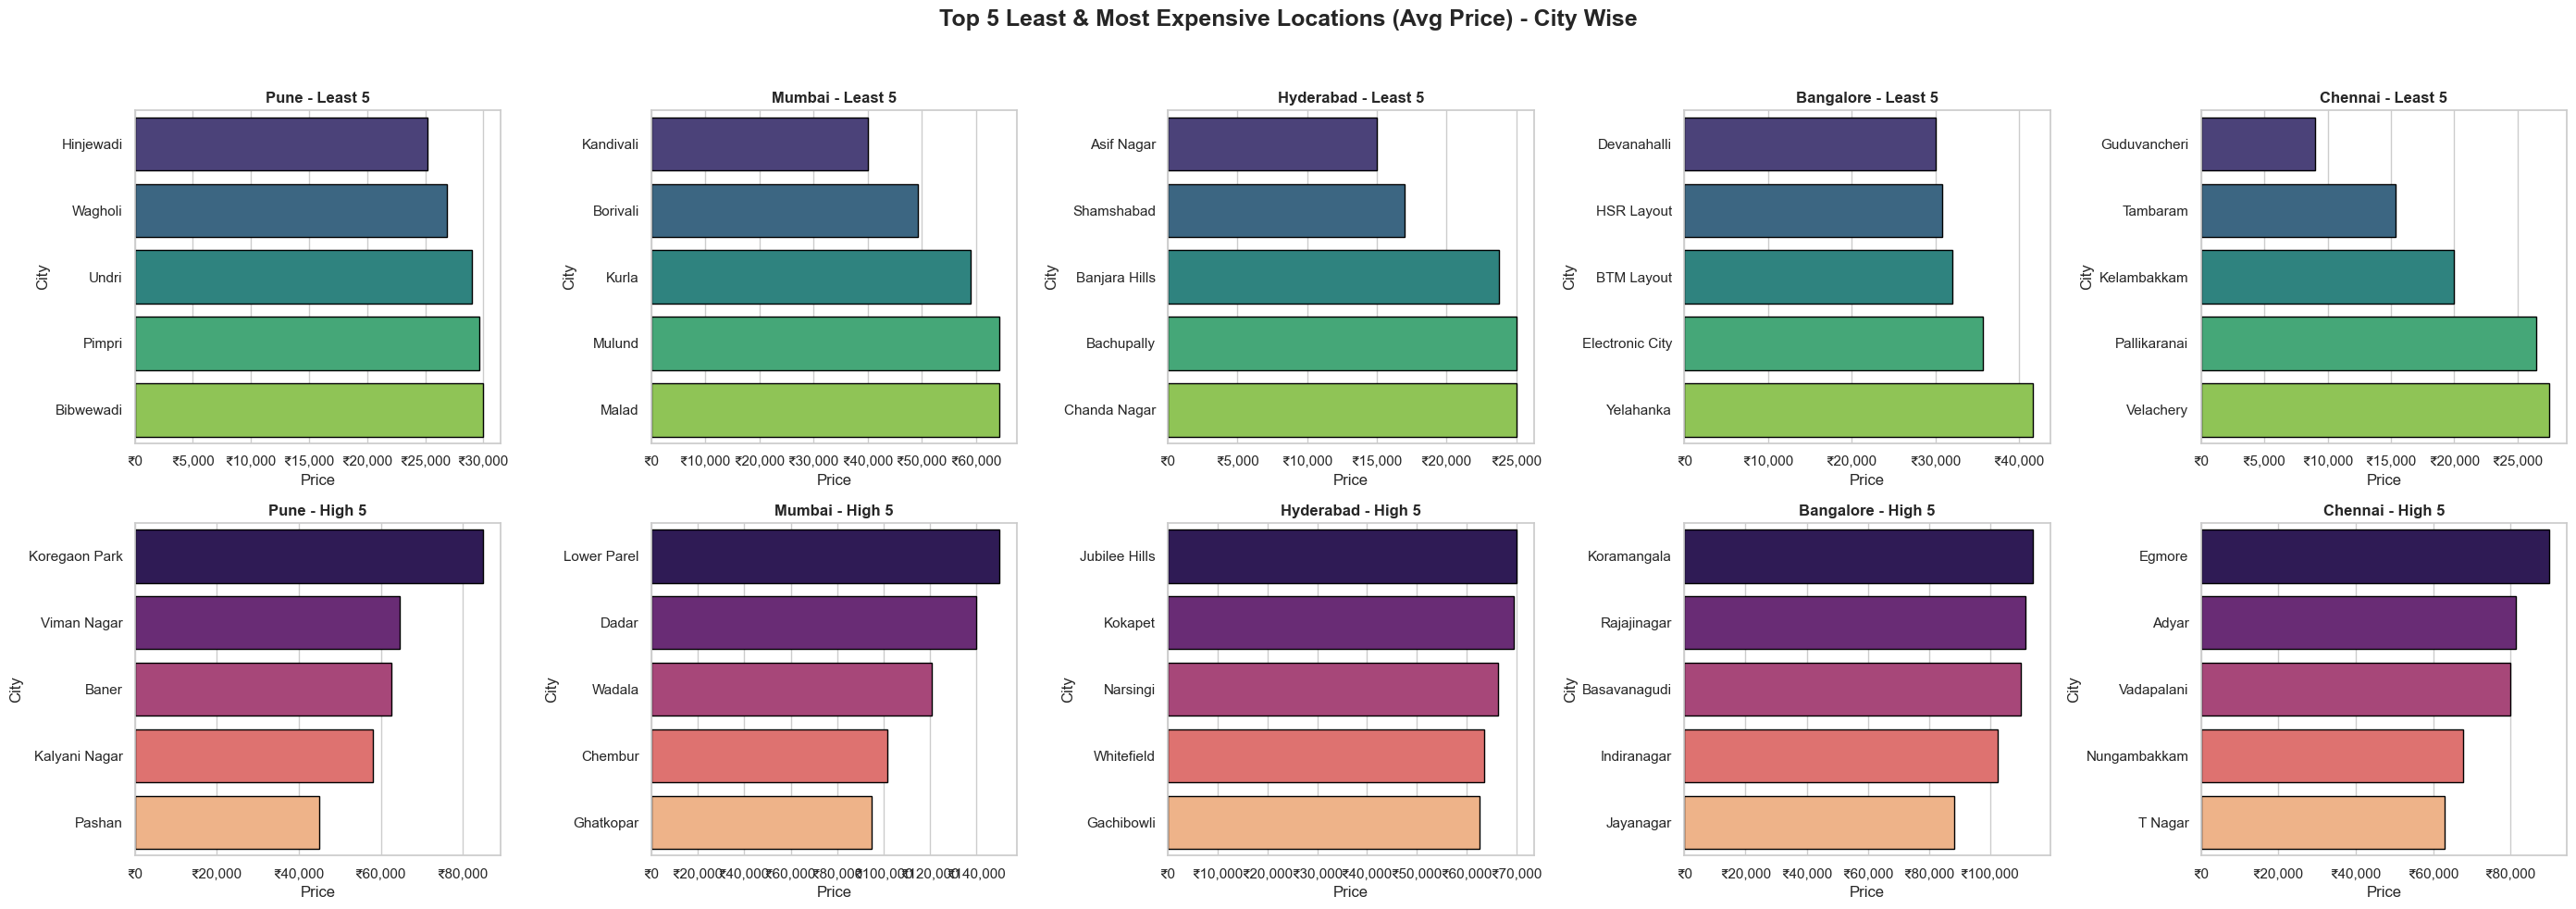 Top 5 Least & Most Expensive Locations (Avg Price) - City Wise
Pune - Least 5
City
Hinjewadi
Wagholi
Undri
Pimpri
Bibwewadi
₹0 ₹5,000 ₹10,000 ₹15,000 ₹20,000 ₹25,000 ₹30,000
Price
Mumbai - Least 5
City
Kandivali
Borivali
Kurla
Mulund
Malad
₹0 ₹10,000 ₹20,000 ₹30,000 ₹40,000 ₹50,000 ₹60,000
Price
Hyderabad - Least 5
City
Asif Nagar
Shamshabad
Banjara Hills
Bachupally
Chanda Nagar
₹0 ₹5,000 ₹10,000 ₹15,000 ₹20,000 ₹25,000
Price
Bangalore - Least 5
City
Devanahalli
HSR Layout
BTM Layout
Electronic City
Yelahanka
₹0 ₹10,000 ₹20,000 ₹30,000 ₹40,000
Price
Chennai - Least 5
City
Guduvancheri
Tambaram
Kelambakkam
Pallikaranai
Velachery
₹0 ₹5,000 ₹10,000 ₹15,000 ₹20,000 ₹25,000
Price
Pune - High 5
City
Koregaon Park
Viman Nagar
Baner
Kalyani Nagar
Pashan
₹0 ₹20,000 ₹40,000 ₹60,000 ₹80,000
Price
Mumbai - High 5
City
Lower Parel
Dadar
Wadala
Chembur
Ghatkopar
₹0 ₹20,000 ₹40,000 ₹60,000 ₹80,000 ₹100,000 ₹120,000 ₹140,000
Price
Hyderabad - High 5
City
Jubilee Hills
Kokapet
Narsingi
Whitefield
Gachibowli
₹0 ₹10,000 ₹20,000 ₹30,000 ₹40,000 ₹50,000 ₹60,000 ₹70,000
Price
Bangalore - High 5
City
Koramangala
Rajajinagar
Basavanagudi
Indiranagar
Jayanagar
₹0 ₹20,000 ₹40,000 ₹60,000 ₹80,000 ₹100,000
Price
Chennai - High 5
City
Egmore
Adyar
Vadapalani
Nungambakkam
T Nagar
₹0 ₹20,000 ₹40,000 ₹60,000 ₹80,000
Price